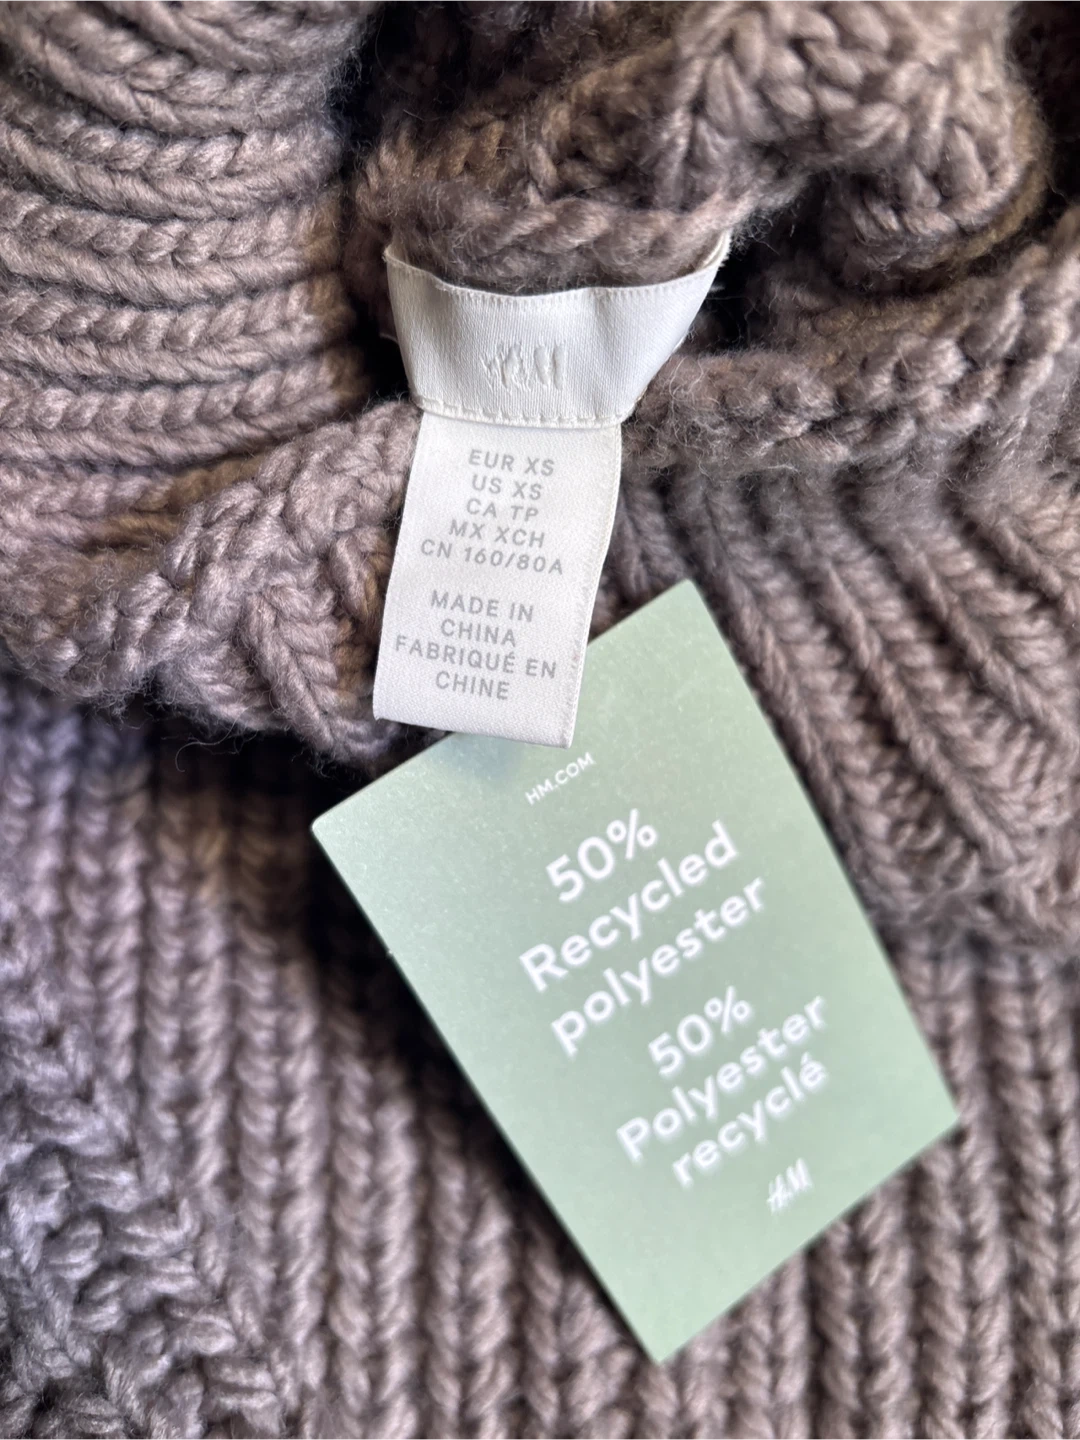 H&M
EUR XS
US XS
CA TP
MX XCH
CN 160/80A
MADE IN
CHINA
FABRIQUÉ EN
CHINE
HM.COM
50%
Recycled
polyester
50%
Polyester
recyclé
H&M